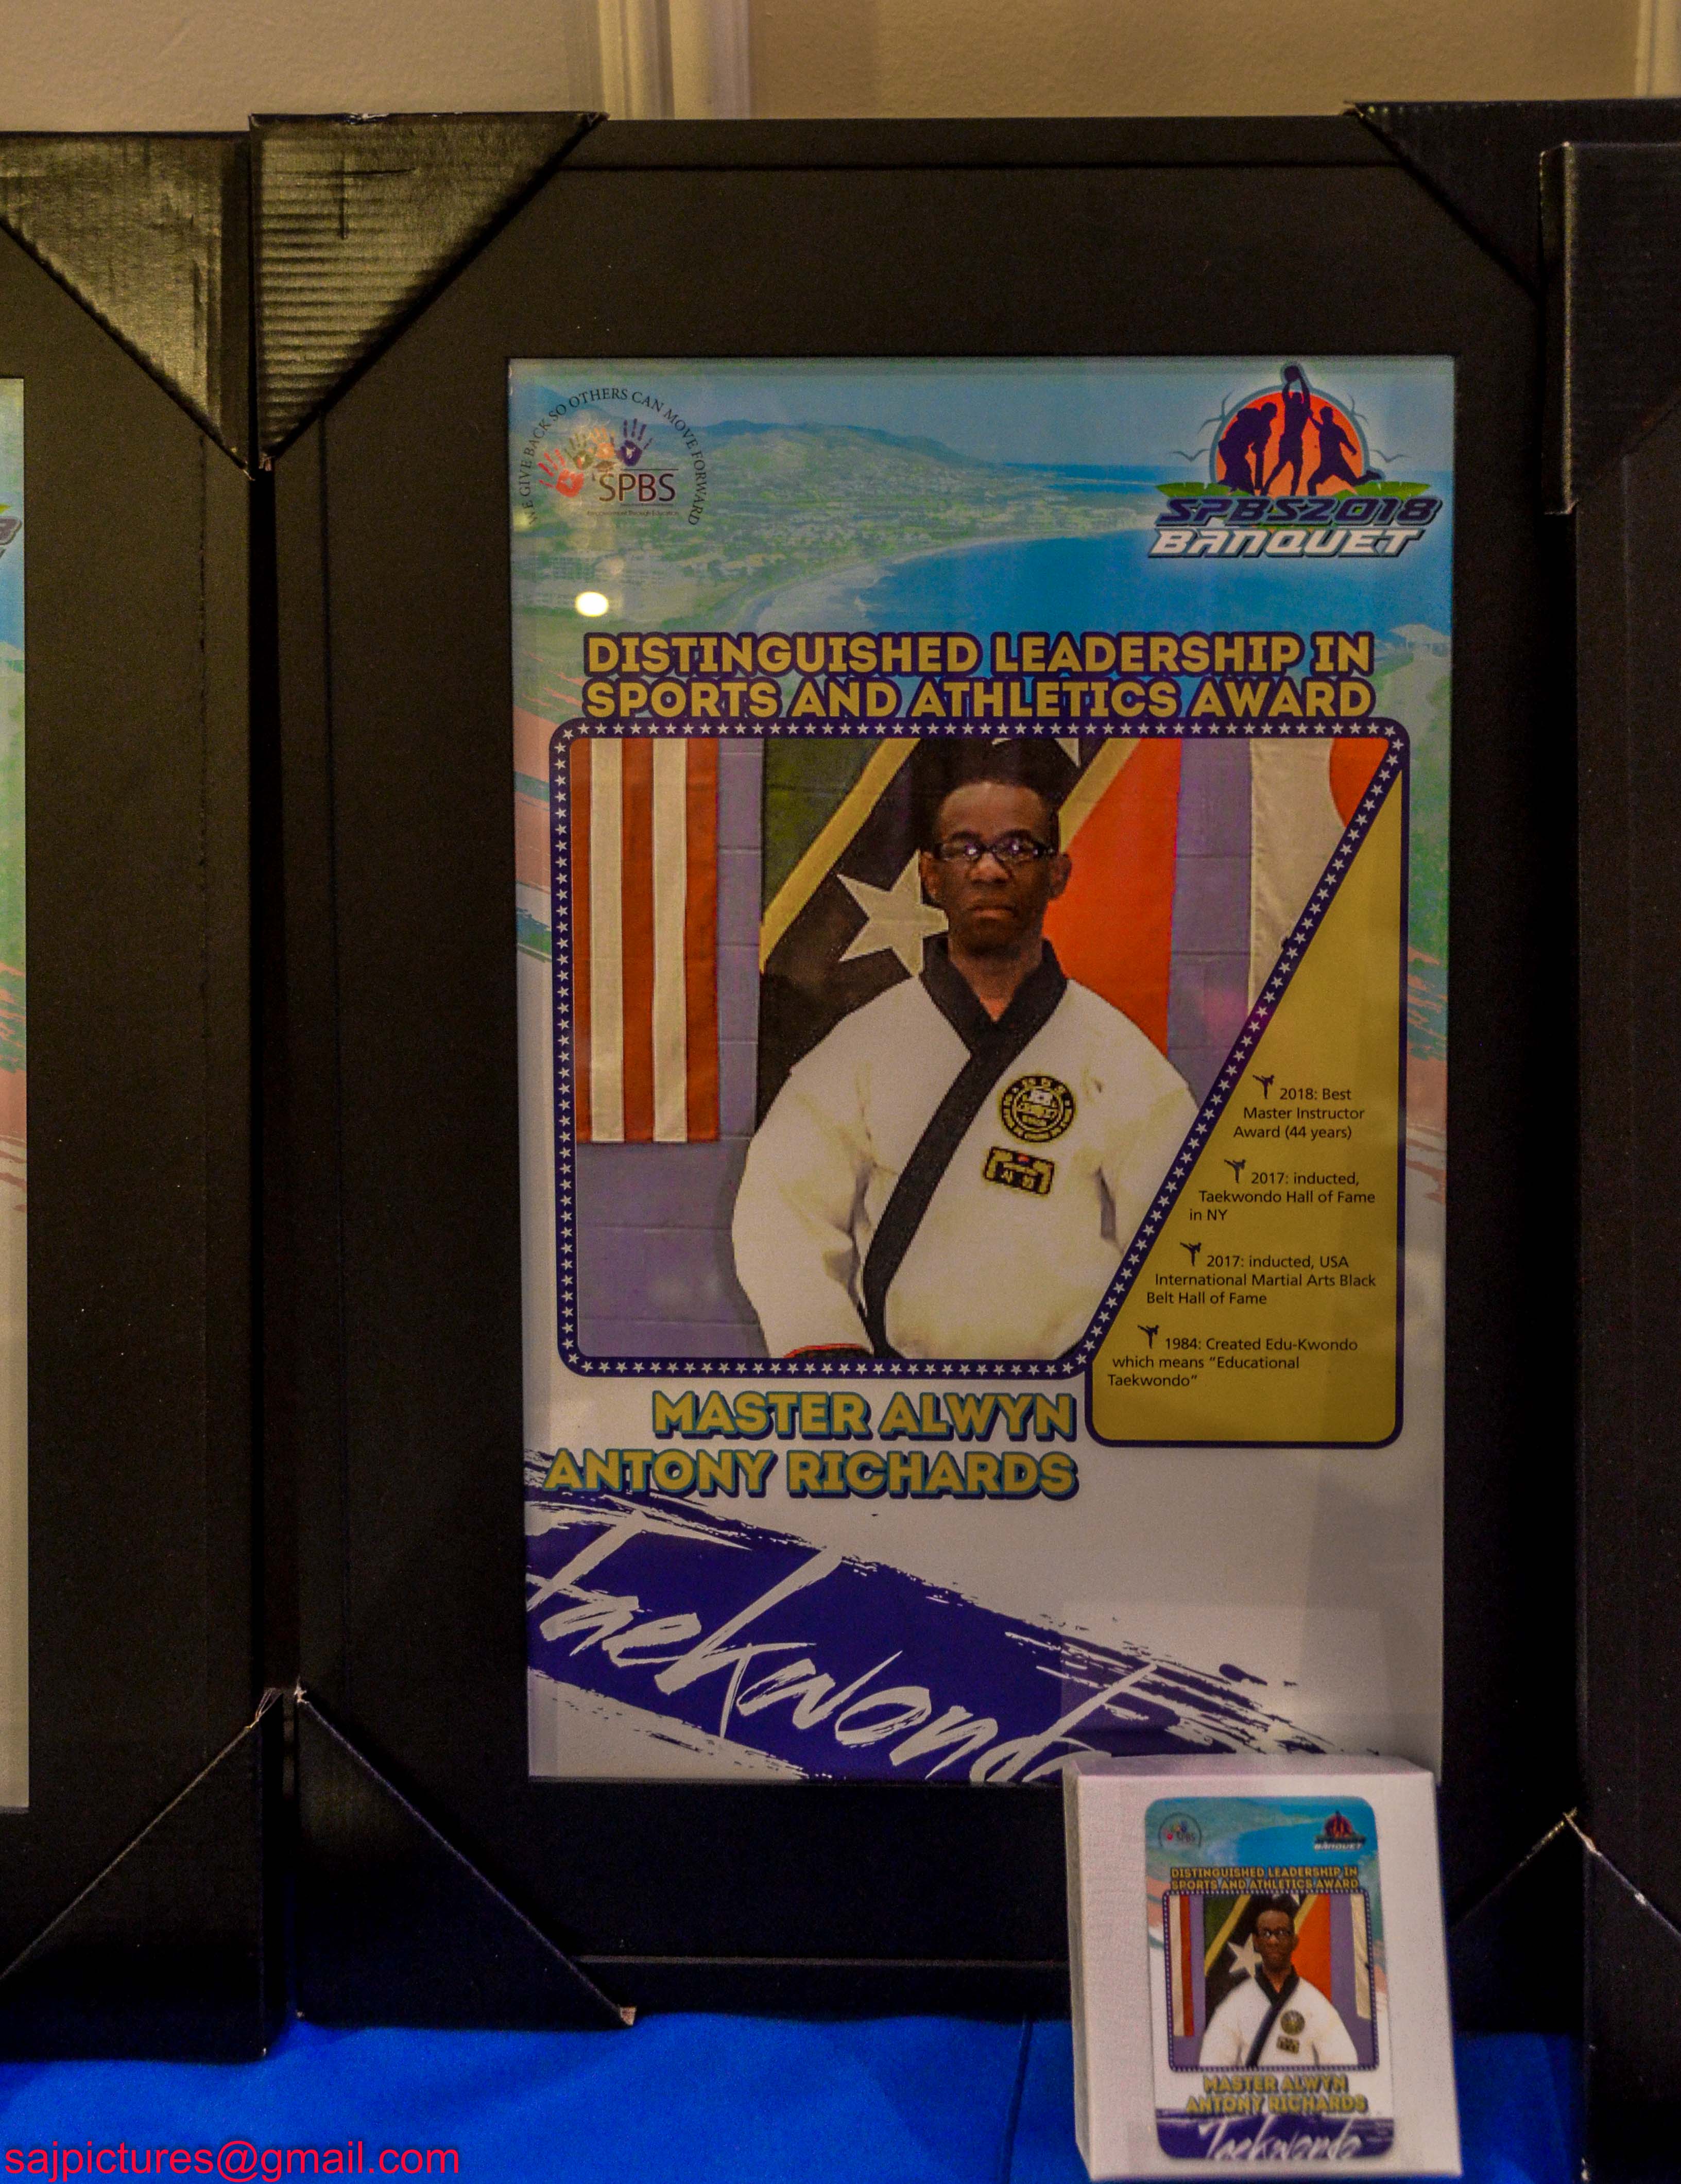 WE GIVE BACK SO OTHERS CAN MOVE FORWARD
SPBS
SPBS2018
BANQUET
DISTINGUISHED LEADERSHIP IN
SPORTS AND ATHLETICS AWARD
2018: Best
Master Instructor
Award (44 years)
2017: inducted,
Taekwondo Hall of Fame
in NY
2017: inducted, USA
International Martial Arts Black
Belt Hall of Fame
1984: Created Edu-Kwondo
which means “Educational
Taekwondo”
MASTER ALWYN
ANTONY RICHARDS
Taekwondo
BANQUET
DISTINGUISHED LEADERSHIP IN
SPORTS AND ATHLETICS AWARD
MASTER ALWYN
ANTONY RICHARDS
Taekwondo
sajpictures@gmail.com